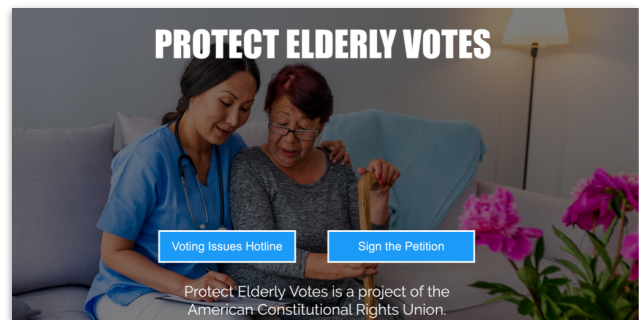 PROTECT ELDERLY VOTES
Voting Issues Hotline
Sign the Petition
Protect Elderly Votes is a project of the
American Constitutional Rights Union.